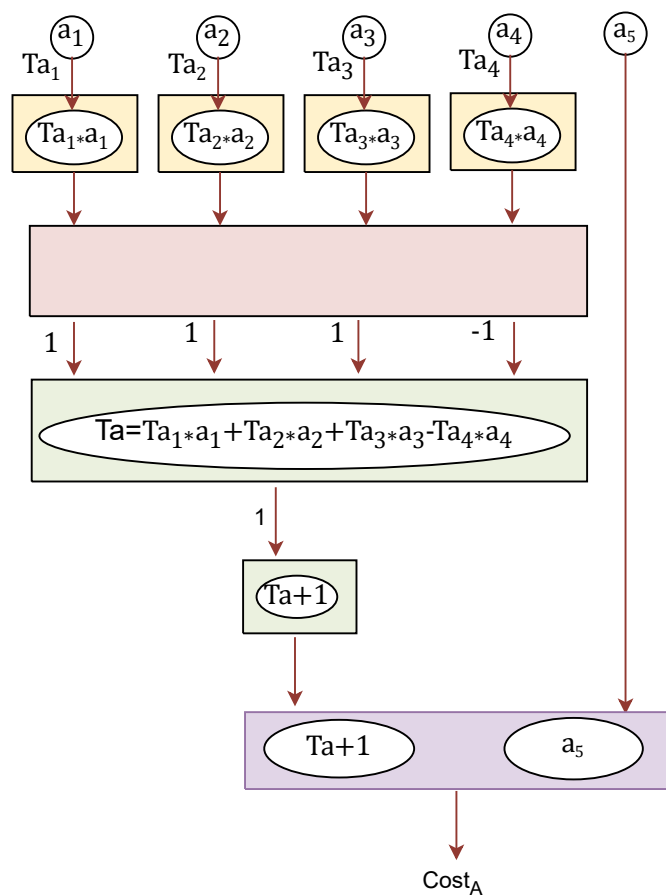 a1 a2 a3 a4 a5
Ta1 Ta2 Ta3 Ta4
Ta1*a1 Ta2*a2 Ta3*a3 Ta4*a4
1 1 1 -1
Ta=Ta1*a1+Ta2*a2+Ta3*a3-Ta4*a4
1
Ta+1
Ta+1 a5
CostA